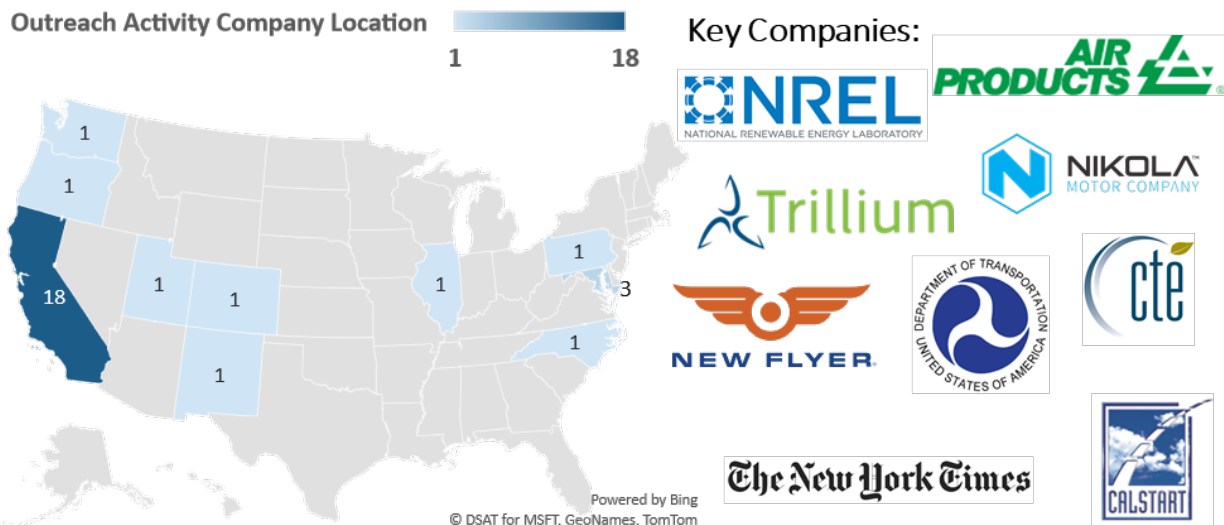 Outreach Activity Company Location
1
18
1
1
18
1
1
1
1
1
3
1
Powered by Bing
© DSAT for MSFT, GeoNames, TomTom
Key Companies:
AIR
PRODUCTS
®
NREL
NATIONAL RENEWABLE ENERGY LABORATORY
NIKOLA™
MOTOR COMPANY
Trillium
DEPARTMENT OF TRANSPORTATION
UNITED STATES OF AMERICA
cte
NEW FLYER®
The New York Times
CALSTART